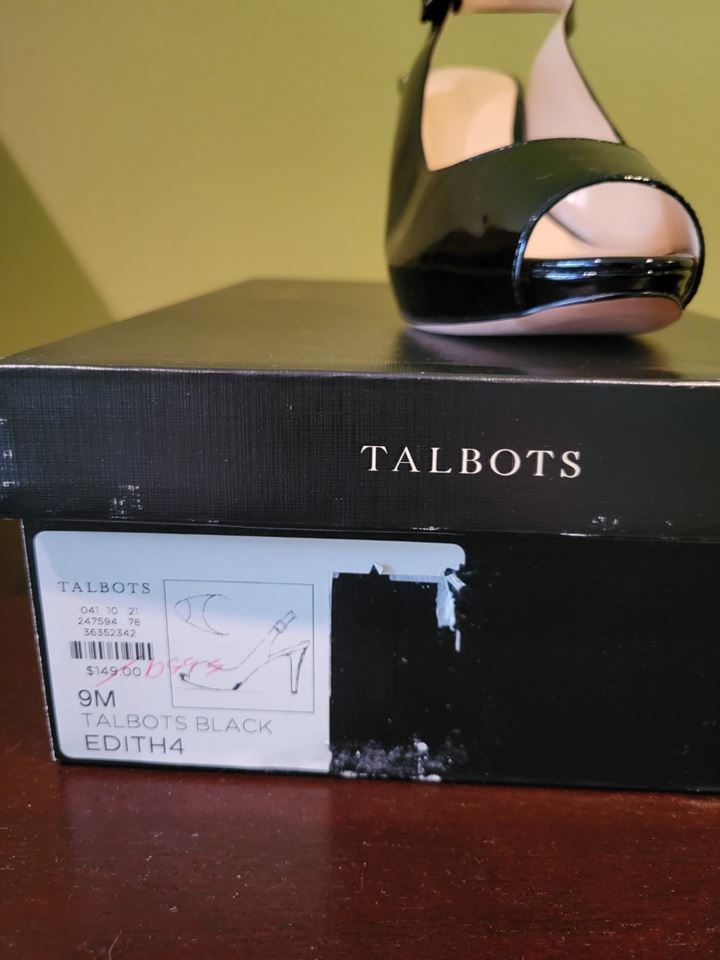 TALBOTS
TALBOTS
041 10 21
247594 78
36352342
$149.00
9M
TALBOTS BLACK
EDITH4